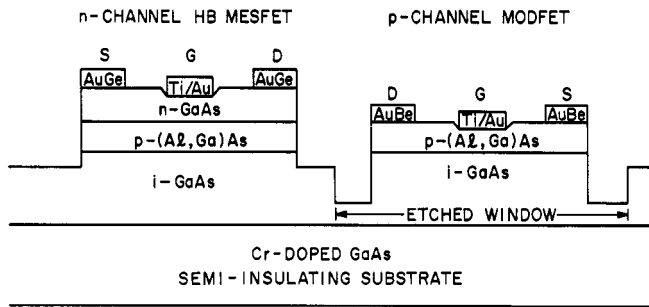 n-CHANNEL HB MESFET
p-CHANNEL MODFET
S G D
AuGe Ti/Au AuGe
n-GaAs
p-(Aℓ,Ga)As
i-GaAs
D G S
AuBe Ti/Au AuBe
p-(Aℓ,Ga)As
i-GaAs
ETCHED WINDOW
Cr-DOPED GaAs
SEMI-INSULATING SUBSTRATE